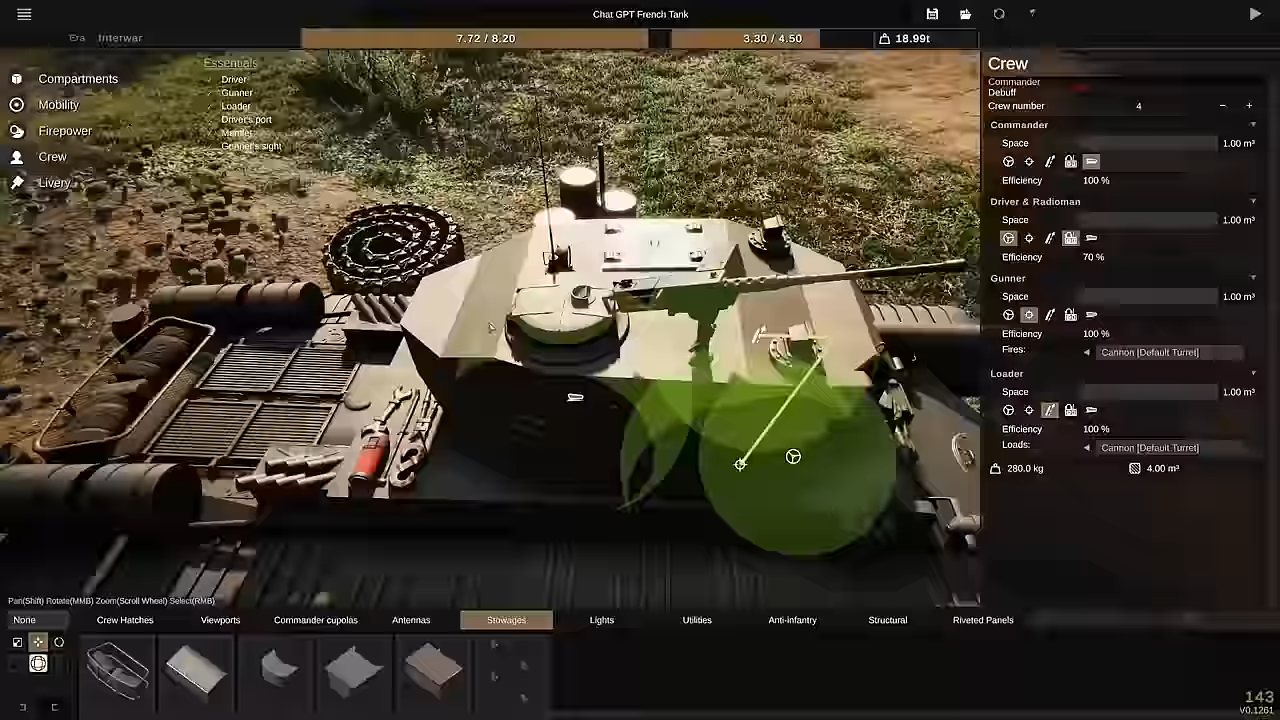 Chat GPT French Tank
Era Interwar
7.72 / 8.20
3.30 / 4.50
18.99t
Compartments
Mobility
Firepower
Crew
Livery
Essentials
Driver
Gunner
Loader
Driver's port
Mantlet
Gunner's sight
Crew
Commander
Debuff
Crew number 4 − +
Commander
Space 1.00 m³
Efficiency 100 %
Driver & Radioman
Space 1.00 m³
Efficiency 70 %
Gunner
Space 1.00 m³
Efficiency 100 %
Fires: Cannon [Default Turret]
Loader
Space 1.00 m³
Efficiency 100 %
Loads: Cannon [Default Turret]
280.0 kg 4.00 m³
Pan(Shift) Rotate(MMB) Zoom(Scroll Wheel) Select(RMB)
None Crew Hatches Viewports Commander cupolas Antennas Stowages Lights Utilities Anti-infantry Structural Riveted Panels
143
V0.1261